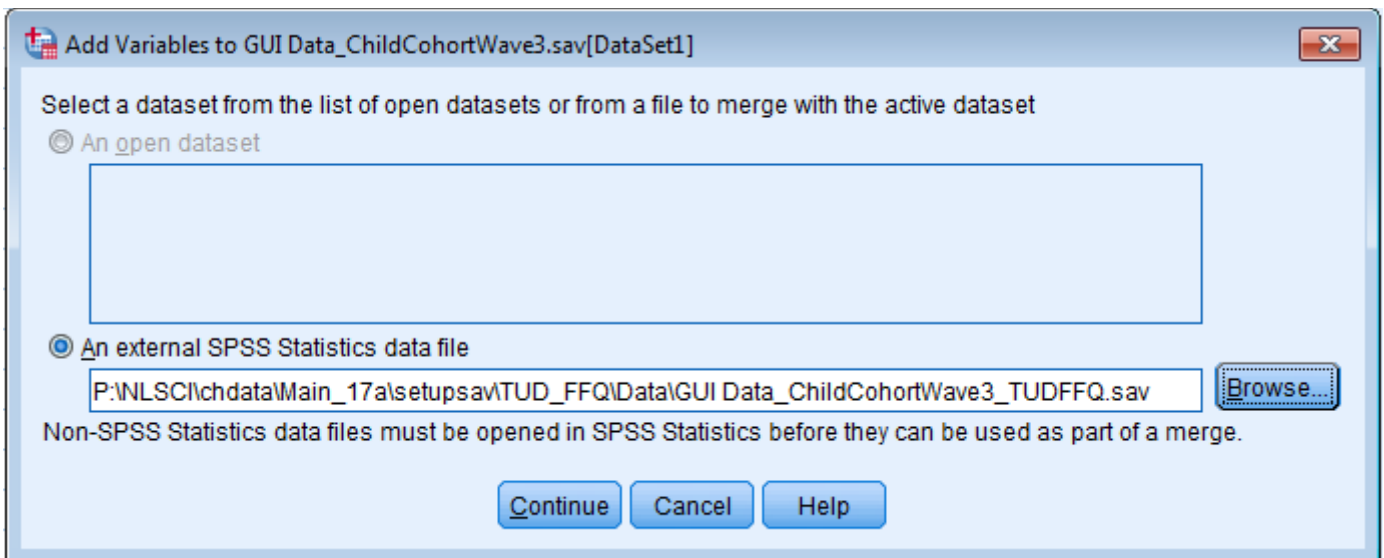 Add Variables to GUI Data_ChildCohortWave3.sav[DataSet1]
Select a dataset from the list of open datasets or from a file to merge with the active dataset
An open dataset
An external SPSS Statistics data file
P:\NLSCI\chdata\Main_17a\setupsav\TUD_FFQ\Data\GUI Data_ChildCohortWave3_TUDFFQ.sav
Browse...
Non-SPSS Statistics data files must be opened in SPSS Statistics before they can be used as part of a merge.
Continue Cancel Help